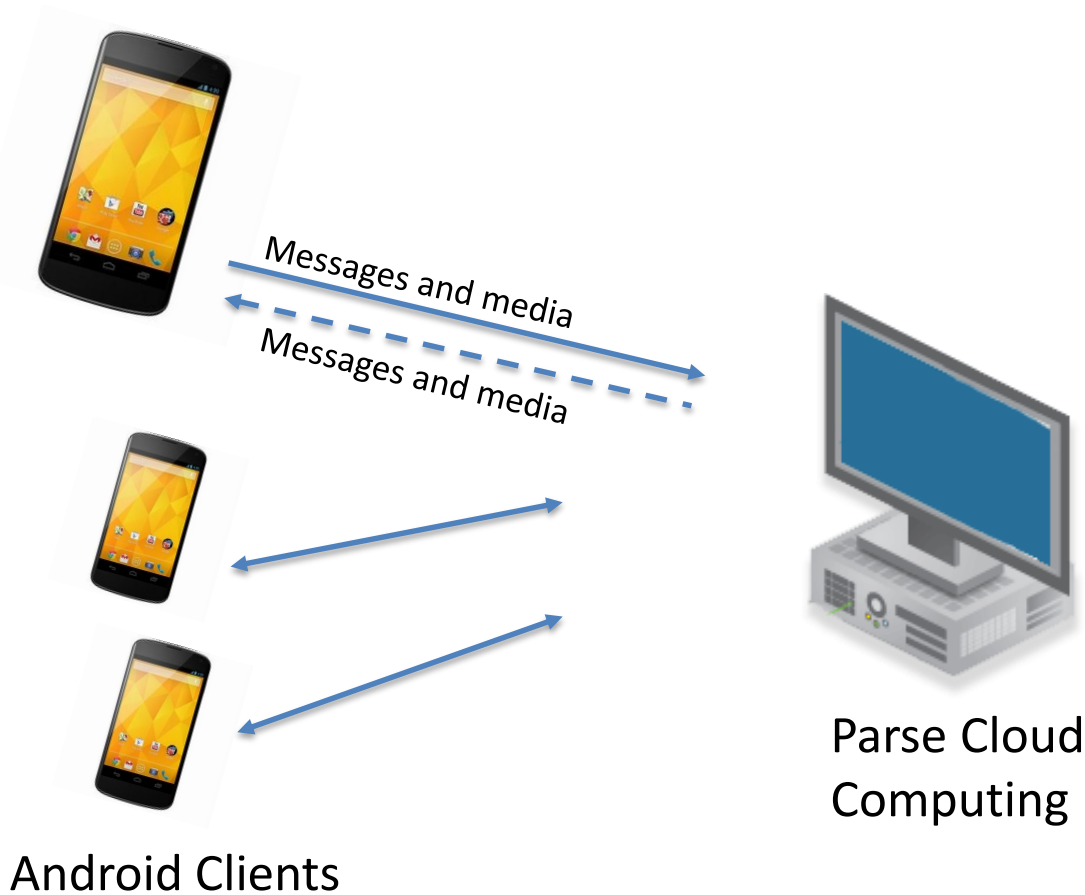 Messages and media
Messages and media
Parse Cloud
Computing
Android Clients